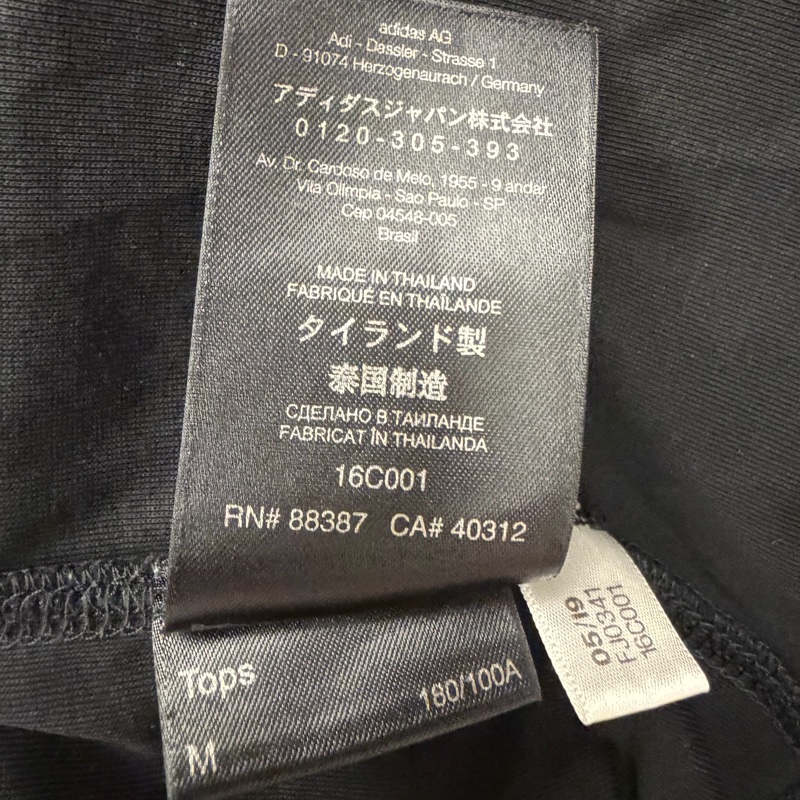 adidas AG
Adi - Dassler - Strasse 1
D - 91074 Herzogenaurach / Germany
アディダスジャパン株式会社
0120-305-393
Av. Dr. Cardoso de Melo, 1955 - 9 andar
Vila Olimpia - Sao Paulo - SP
Cep 04548-005
Brasil
MADE IN THAILAND
FABRIQUÉ EN THAÏLANDE
タイランド製
泰国制造
СДЕЛАНО В ТАИЛАНДЕ
FABRICAT ÎN THAILANDA
16C001
RN# 88387 CA# 40312
05/19
FJ0341
16C001
Tops
180/100A
M